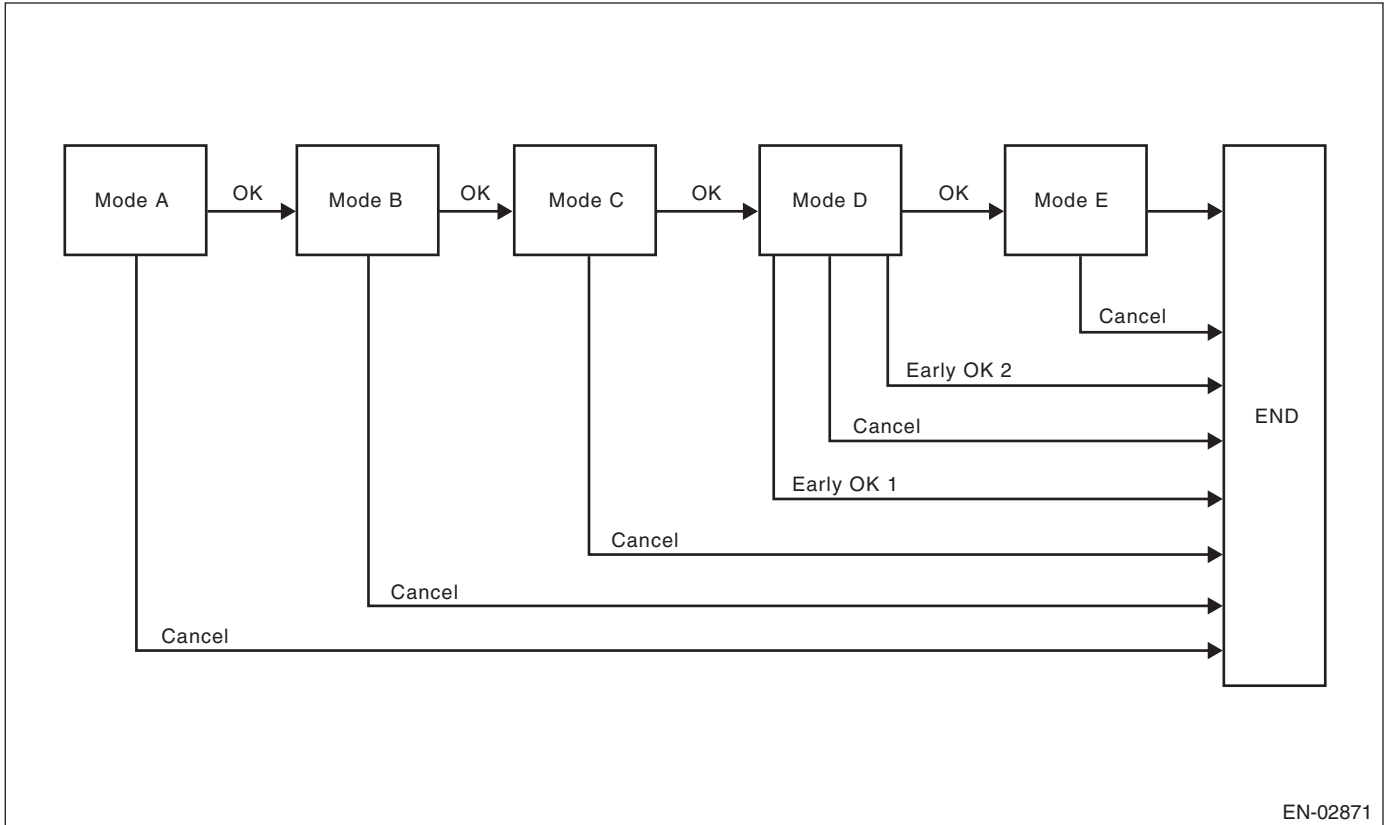 Mode A
OK
Mode B
OK
Mode C
OK
Mode D
OK
Mode E
Cancel
Early OK 2
Cancel
END
Early OK 1
Cancel
Cancel
Cancel
EN-02871